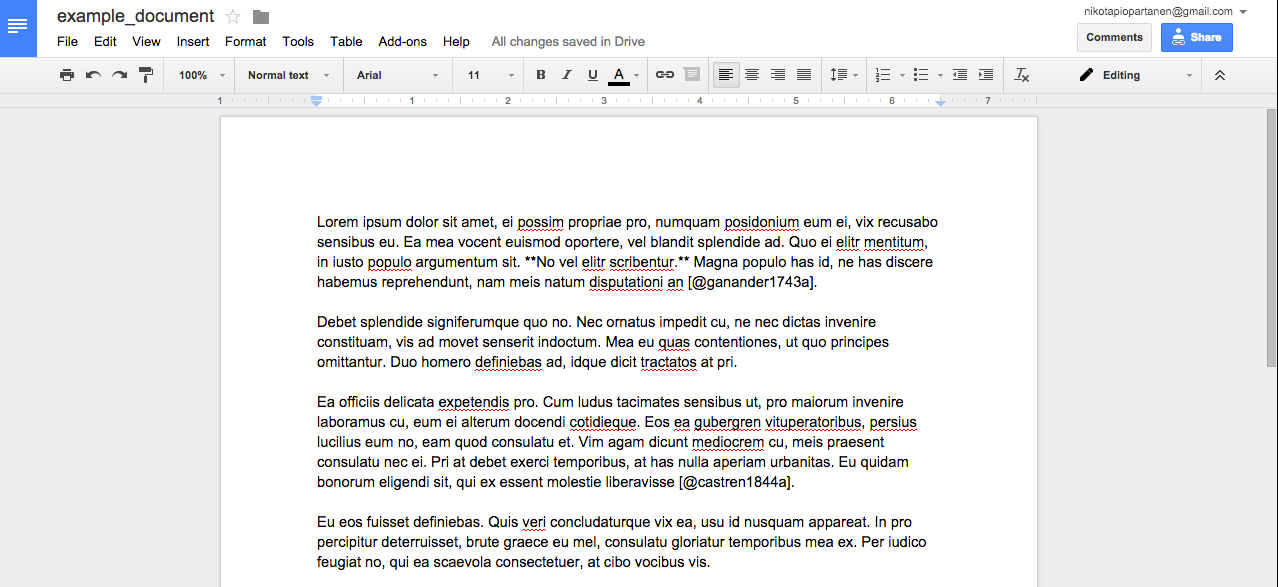 example_document
nikotapiopartanen@gmail.com
File Edit View Insert Format Tools Table Add-ons Help All changes saved in Drive
Comments Share
100% Normal text Arial 11 B I U A Editing
1 1 2 3 4 5 6 7
Lorem ipsum dolor sit amet, ei possim propriae pro, numquam posidonium eum ei, vix recusabo
sensibus eu. Ea mea vocent euismod oportere, vel blandit splendide ad. Quo ei elitr mentitum,
in iusto populo argumentum sit. **No vel elitr scribentur.** Magna populo has id, ne has discere
habemus reprehendunt, nam meis natum disputationi an [@ganander1743a].
Debet splendide signiferumque quo no. Nec ornatus impedit cu, ne nec dictas invenire
constituam, vis ad movet senserit indoctum. Mea eu quas contentiones, ut quo principes
omittantur. Duo homero definiebas ad, idque dicit tractatos at pri.
Ea officiis delicata expetendis pro. Cum ludus tacimates sensibus ut, pro maiorum invenire
laboramus cu, eum ei alterum docendi cotidieque. Eos ea gubergren vituperatoribus, persius
lucilius eum no, eam quod consulatu et. Vim agam dicunt mediocrem cu, meis praesent
consulatu nec ei. Pri at debet exerci temporibus, at has nulla aperiam urbanitas. Eu quidam
bonorum eligendi sit, qui ex essent molestie liberavisse [@castren1844a].
Eu eos fuisset definiebas. Quis veri concludaturque vix ea, usu id nusquam appareat. In pro
percipitur deterruisset, brute graece eu mel, consulatu gloriatur temporibus mea ex. Per iudico
feugiat no, qui ea scaevola consectetuer, at cibo vocibus vis.